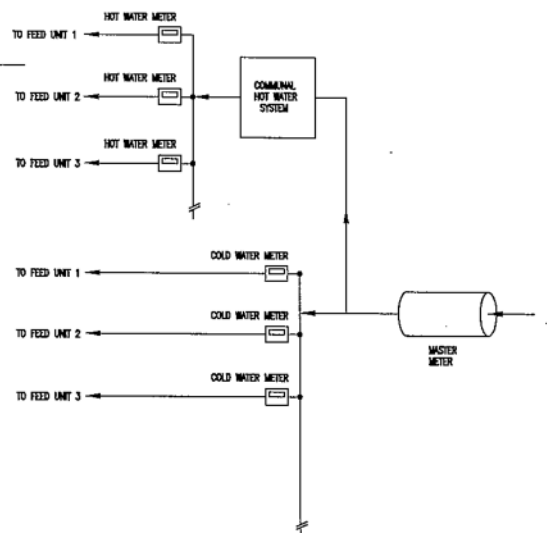 HOT WATER METER
TO FEED UNIT 1
HOT WATER METER
TO FEED UNIT 2
COMMUNAL
HOT WATER
SYSTEM
HOT WATER METER
TO FEED UNIT 3
COLD WATER METER
TO FEED UNIT 1
COLD WATER METER
TO FEED UNIT 2
MASTER
METER
COLD WATER METER
TO FEED UNIT 3